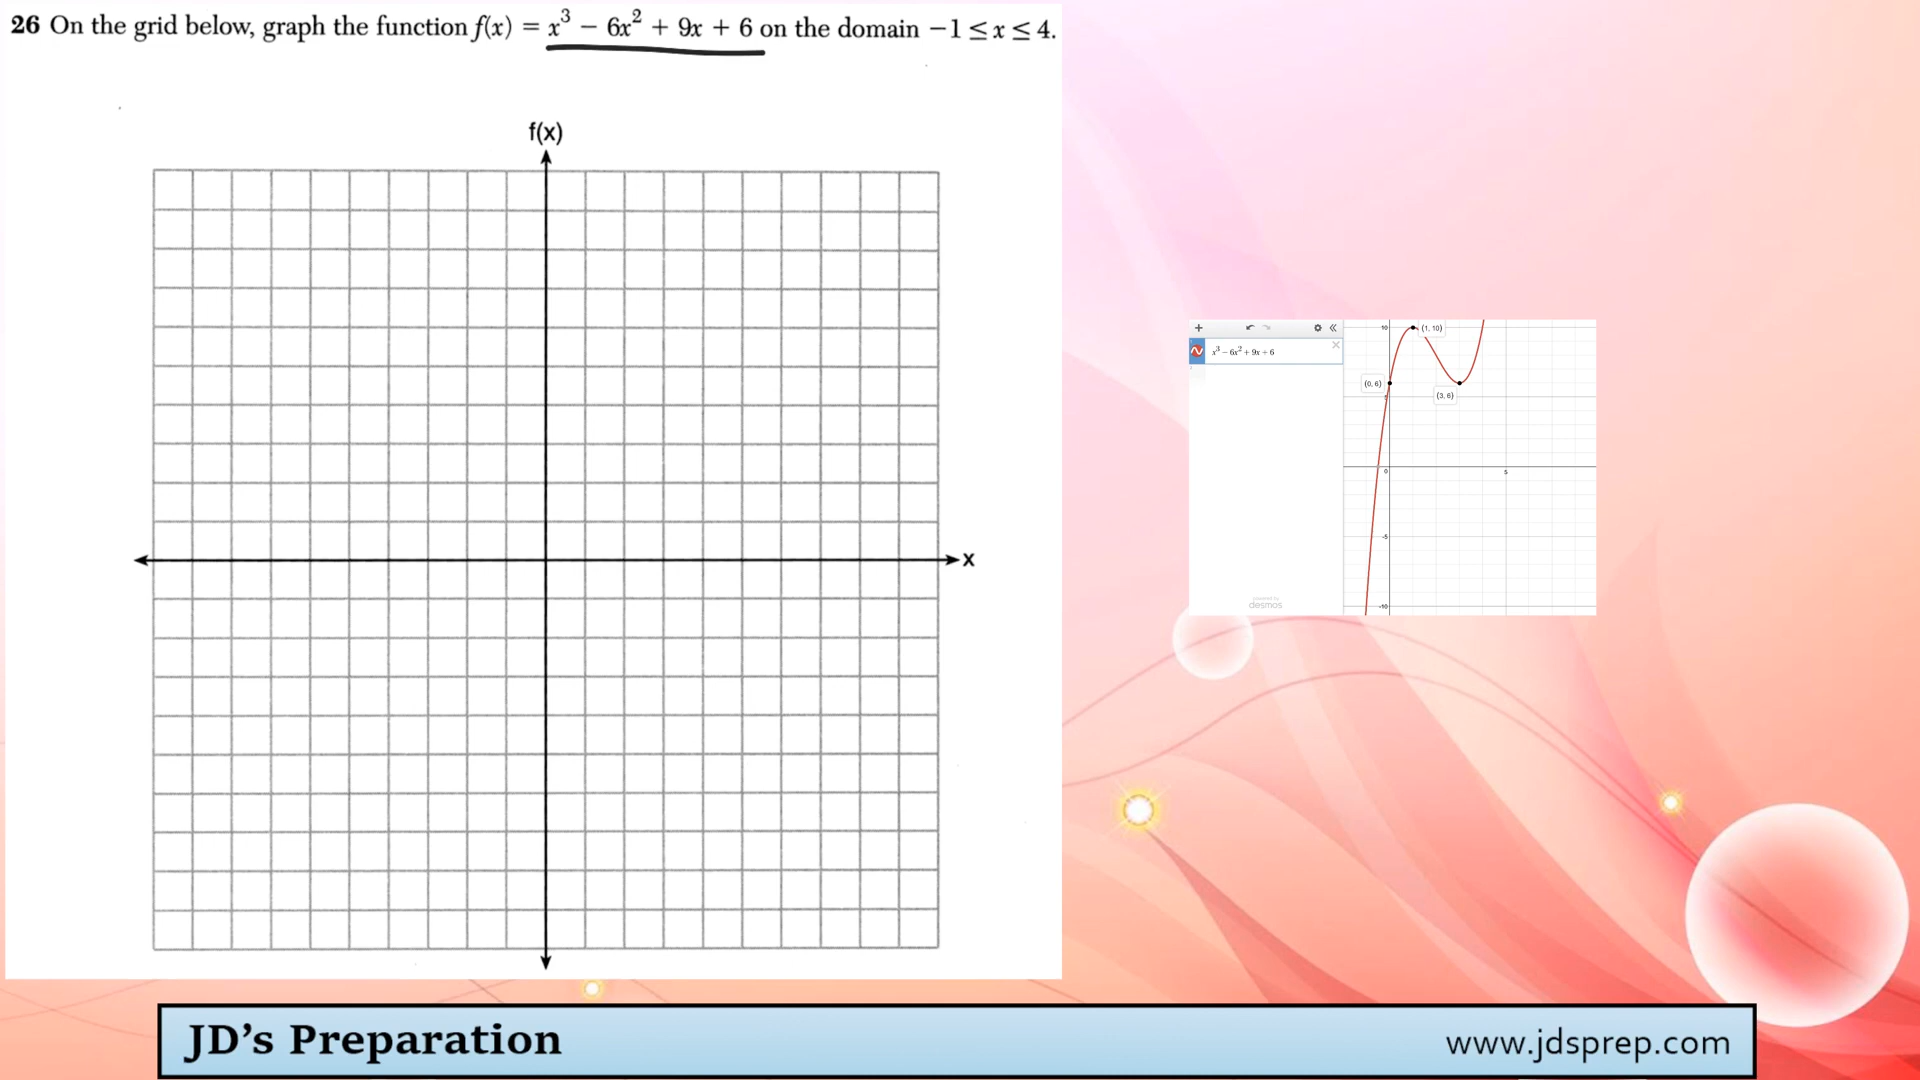 26 On the grid below, graph the function f(x) = x³ − 6x² + 9x + 6 on the domain −1 ≤ x ≤ 4.
f(x)
x
x³ − 6x² + 9x + 6
10
(1, 10)
(0, 6)
(3, 6)
0
5
-5
-10
powered by
desmos
JD's Preparation
www.jdsprep.com